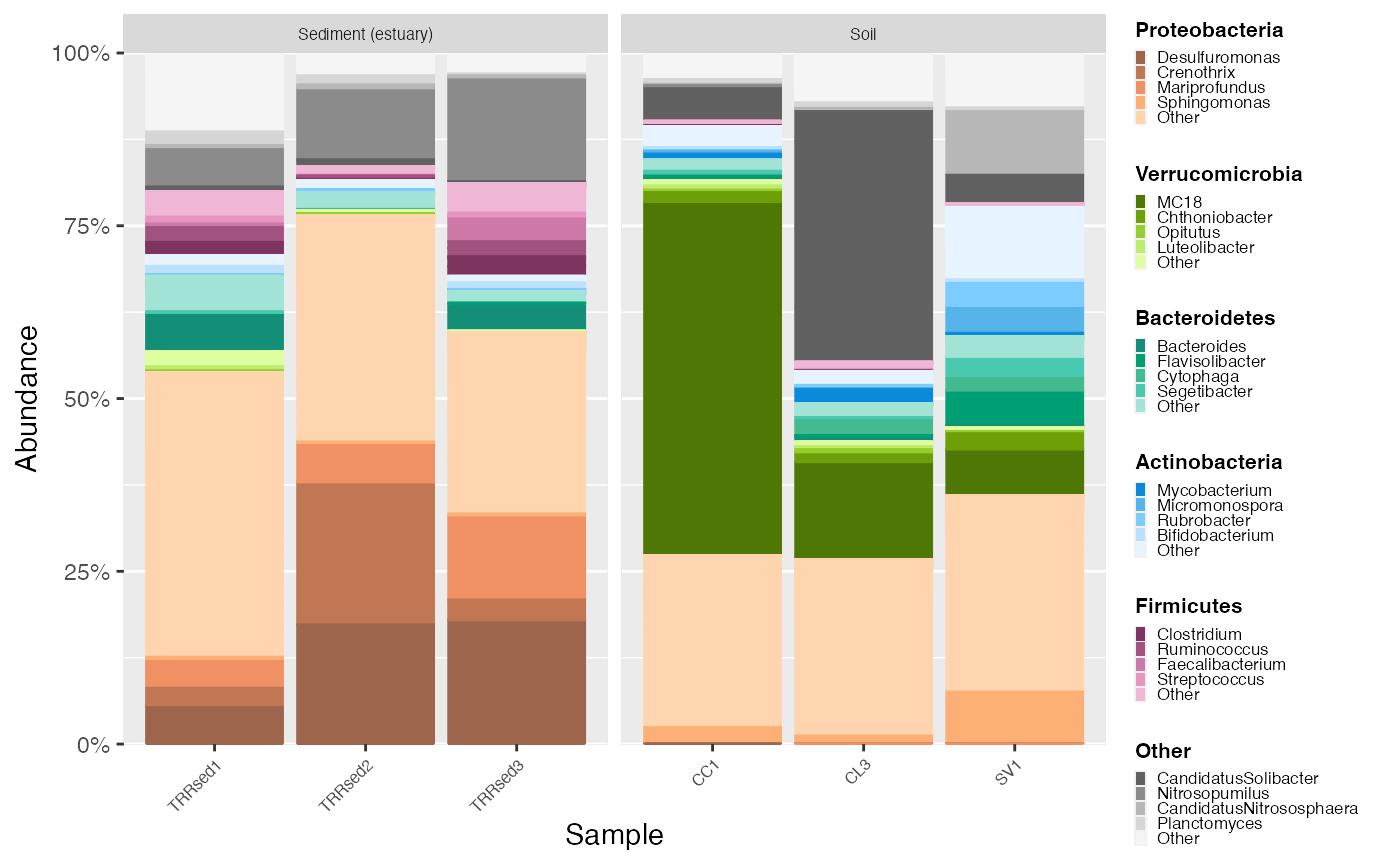 Sediment (estuary)
Soil
100%
75%
50%
25%
0%
Abundance
TRRsed1
TRRsed2
TRRsed3
CC1
CL3
SV1
Sample
Proteobacteria
Desulfuromonas
Crenothrix
Mariprofundus
Sphingomonas
Other
Verrucomicrobia
MC18
Chthoniobacter
Opitutus
Luteolibacter
Other
Bacteroidetes
Bacteroides
Flavisolibacter
Cytophaga
Segetibacter
Other
Actinobacteria
Mycobacterium
Micromonospora
Rubrobacter
Bifidobacterium
Other
Firmicutes
Clostridium
Ruminococcus
Faecalibacterium
Streptococcus
Other
Other
CandidatusSolibacter
Nitrosopumilus
CandidatusNitrososphaera
Planctomyces
Other